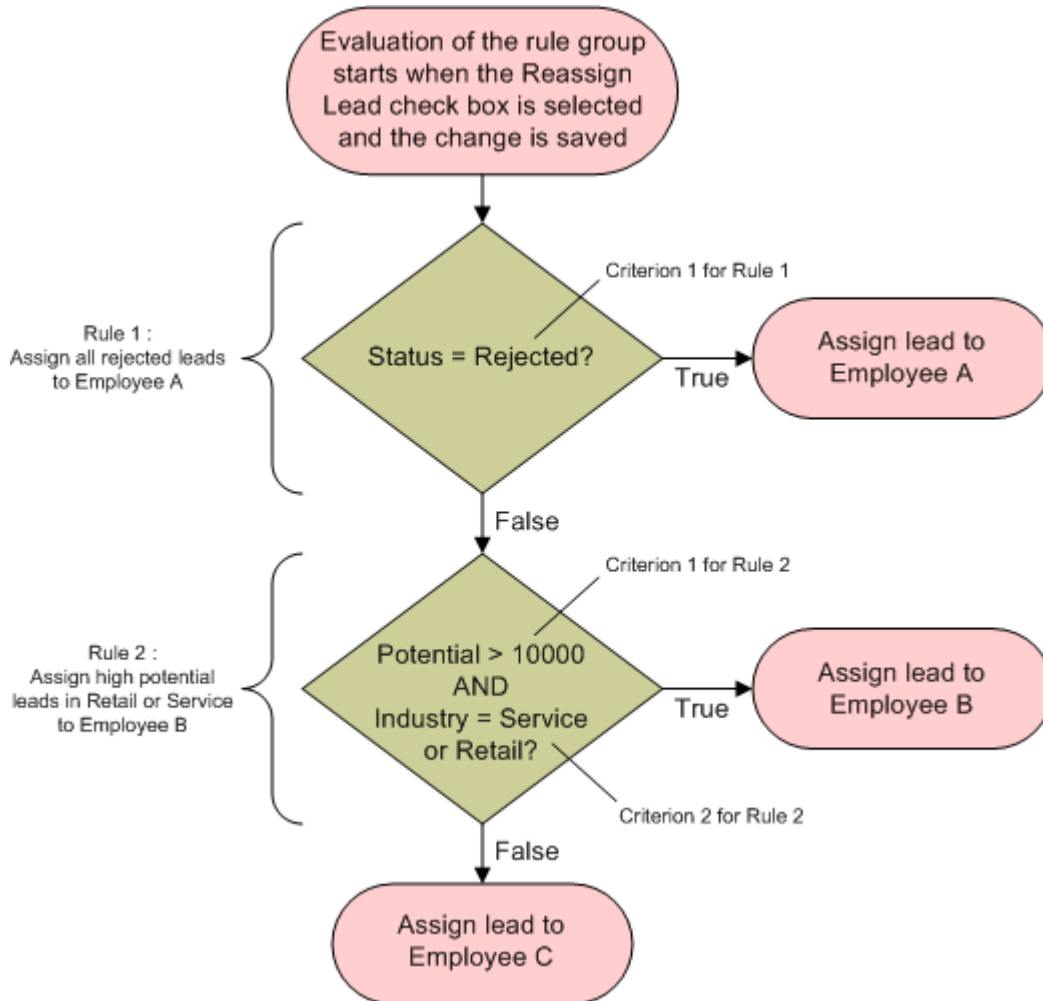 Evaluation of the rule group
starts when the Reassign
Lead check box is selected
and the change is saved
Criterion 1 for Rule 1
Rule 1 :
Assign all rejected leads
to Employee A
Status = Rejected?
True
Assign lead to
Employee A
False
Criterion 1 for Rule 2
Rule 2 :
Assign high potential
leads in Retail or Service
to Employee B
Potential > 10000
AND
Industry = Service
or Retail?
True
Assign lead to
Employee B
Criterion 2 for Rule 2
False
Assign lead to
Employee C